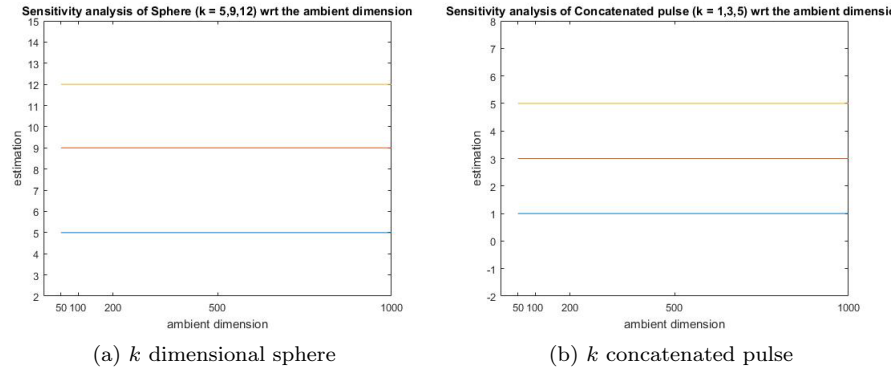 Sensitivity analysis of Sphere (k = 5,9,12) wrt the ambient dimension
15
14
13
12
11
10
9
8
7
6
5
4
3
2
estimation
50 100 200 500 1000
ambient dimension
(a) k dimensional sphere
Sensitivity analysis of Concatenated pulse (k = 1,3,5) wrt the ambient dimensi
8
7
6
5
4
3
2
1
0
-1
-2
estimation
50 100 200 500 1000
ambient dimension
(b) k concatenated pulse